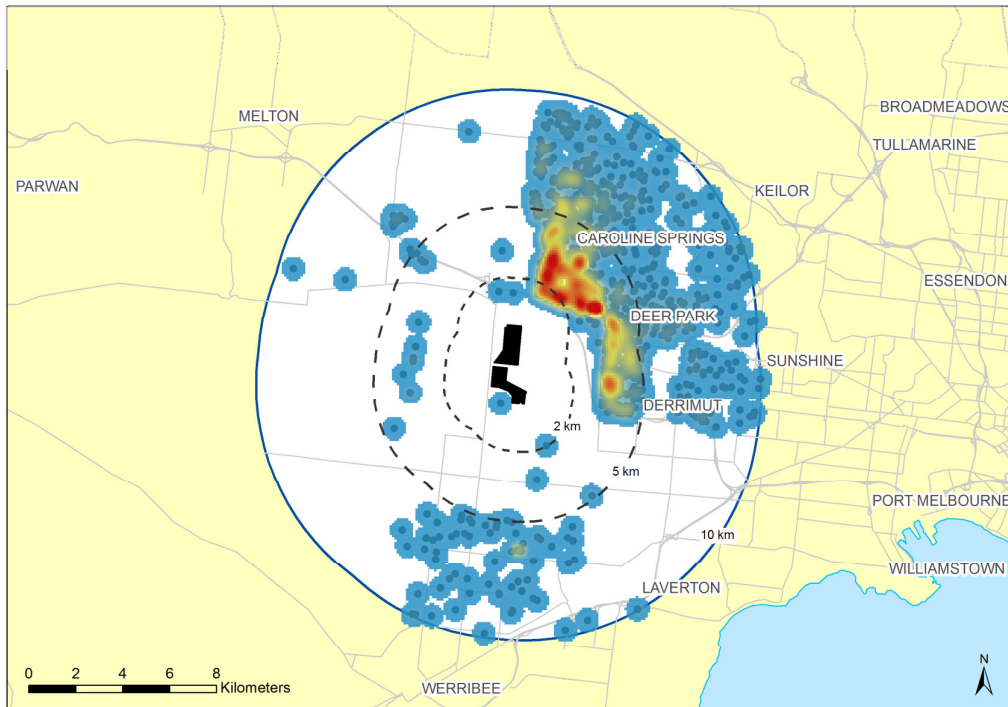 BROADMEADOWS
MELTON
TULLAMARINE
PARWAN
KEILOR
CAROLINE SPRINGS
ESSENDON
DEER PARK
SUNSHINE
DERRIMUT
2 km
5 km
PORT MELBOURNE
10 km
WILLIAMSTOWN
LAVERTON
N
0 2 4 6 8
Kilometers
WERRIBEE